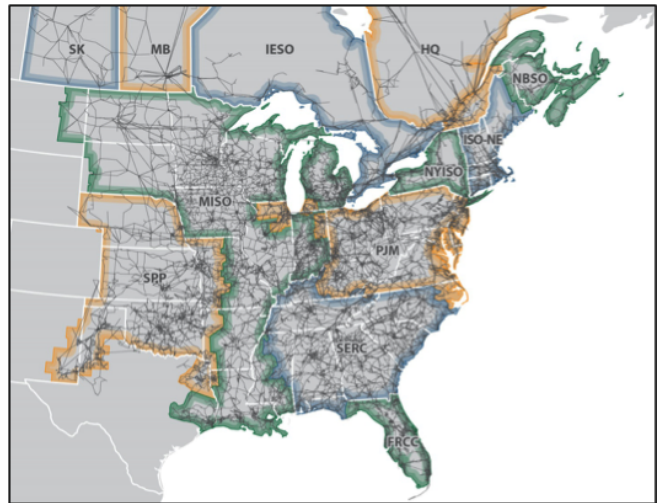 SK
MB
IESO
HQ
NBSO
ISO-NE
NYISO
MISO
PJM
SPP
SERC
FRCC